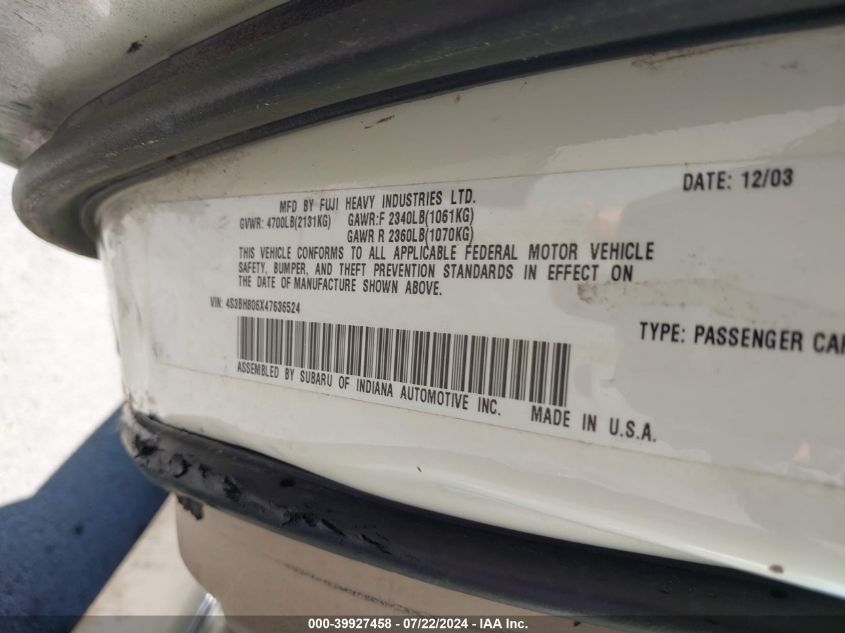 MFD BY FUJI HEAVY INDUSTRIES LTD. DATE: 12/03
GVWR: 4700LB(2131KG) GAWR:F 2340LB(1061KG)
GAWR R 2360LB(1070KG)
THIS VEHICLE CONFORMS TO ALL APPLICABLE FEDERAL MOTOR VEHICLE
SAFETY, BUMPER, AND THEFT PREVENTION STANDARDS IN EFFECT ON
THE DATE OF MANUFACTURE SHOWN ABOVE.
VIN: 4S3BH806X47636524
TYPE: PASSENGER CAR
ASSEMBLED BY SUBARU OF INDIANA AUTOMOTIVE INC. MADE IN U.S.A.
000-39927458 - 07/22/2024 - IAA Inc.